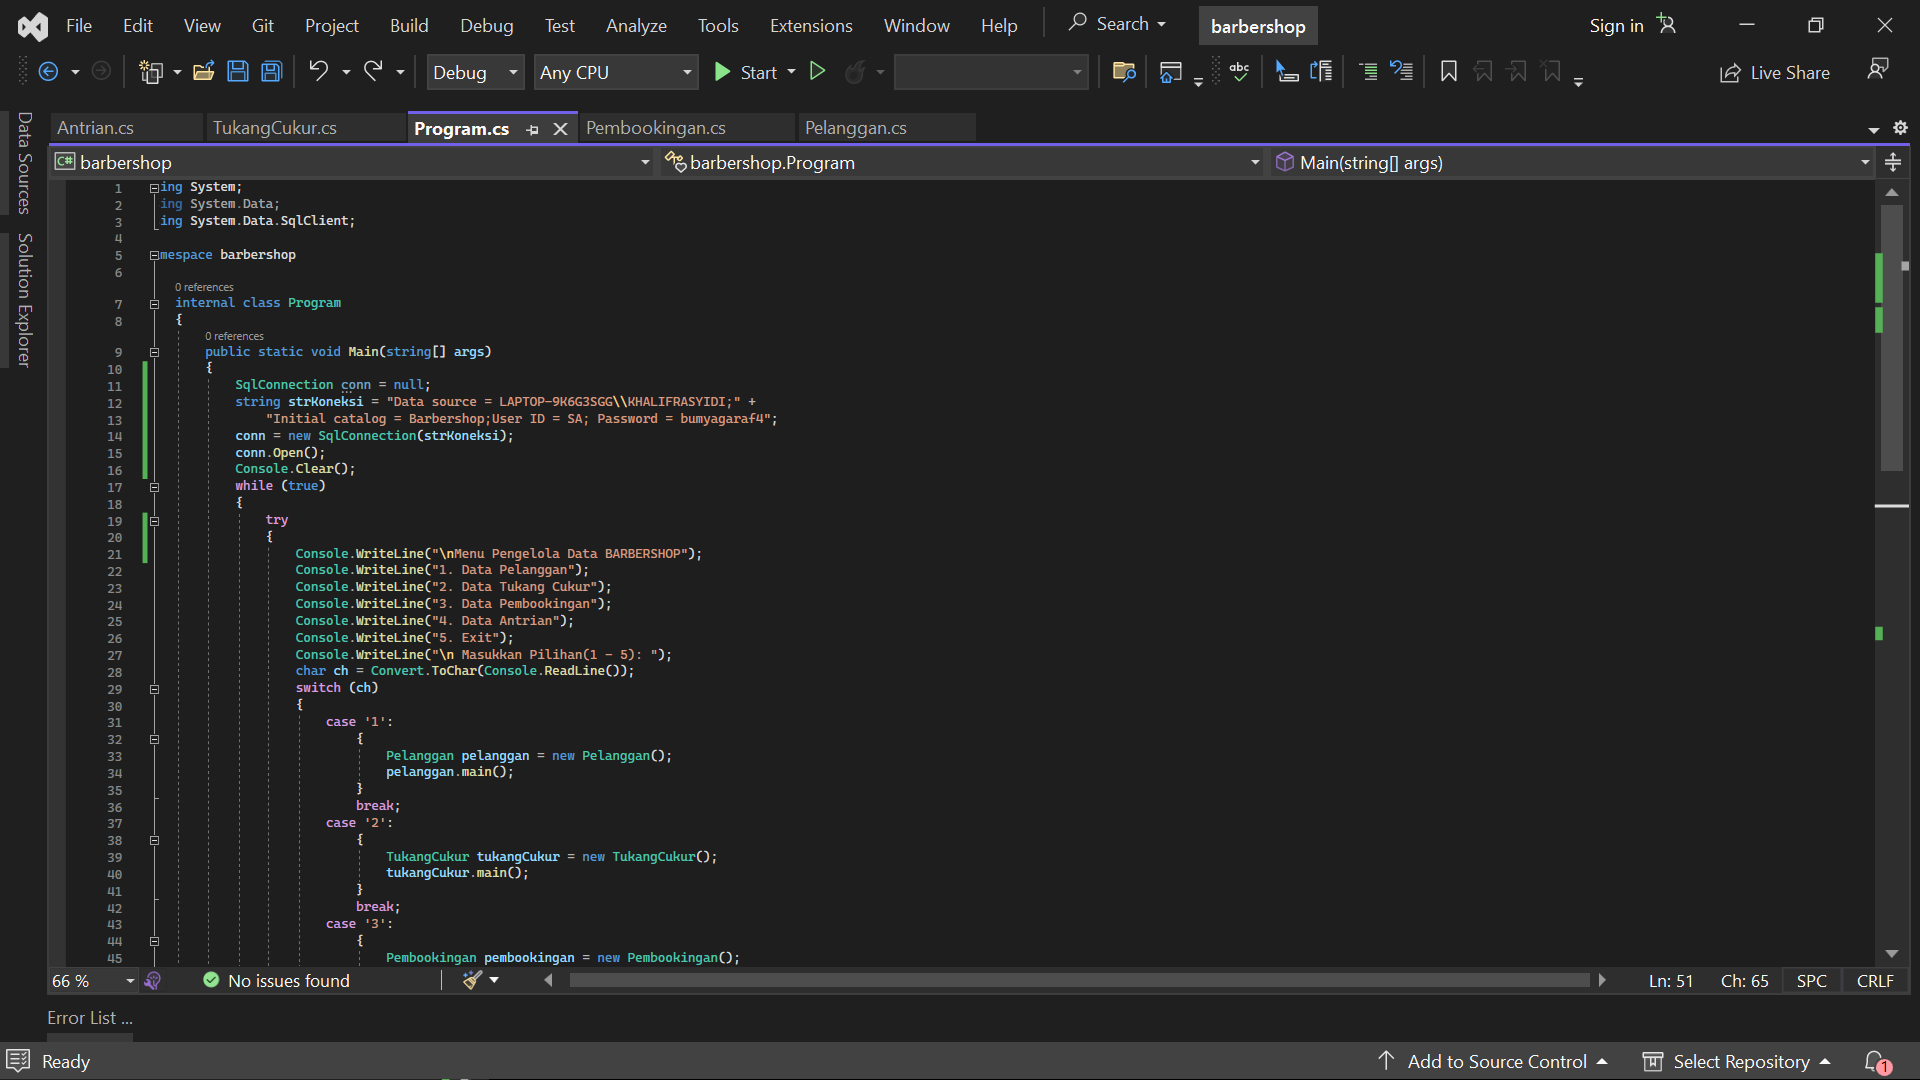 File Edit View Git Project Build Debug Test Analyze Tools Extensions Window Help Search barbershop Sign in
Debug Any CPU Start Live Share
Data Sources
Solution Explorer
Antrian.cs TukangCukur.cs Program.cs Pembookingan.cs Pelanggan.cs
C# barbershop barbershop.Program Main(string[] args)
1 ing System;
2 ing System.Data;
3 ing System.Data.SqlClient;
4
5 mespace barbershop
6
0 references
7 internal class Program
8 {
0 references
9 public static void Main(string[] args)
10 {
11 SqlConnection conn = null;
12 string strKoneksi = "Data source = LAPTOP-9K6G3SGG\\KHALIFRASYIDI;" +
13 "Initial catalog = Barbershop;User ID = SA; Password = bumyagaraf4";
14 conn = new SqlConnection(strKoneksi);
15 conn.Open();
16 Console.Clear();
17 while (true)
18 {
19 try
20 {
21 Console.WriteLine("\nMenu Pengelola Data BARBERSHOP");
22 Console.WriteLine("1. Data Pelanggan");
23 Console.WriteLine("2. Data Tukang Cukur");
24 Console.WriteLine("3. Data Pembookingan");
25 Console.WriteLine("4. Data Antrian");
26 Console.WriteLine("5. Exit");
27 Console.WriteLine("\n Masukkan Pilihan(1 - 5): ");
28 char ch = Convert.ToChar(Console.ReadLine());
29 switch (ch)
30 {
31 case '1':
32 {
33 Pelanggan pelanggan = new Pelanggan();
34 pelanggan.main();
35 }
36 break;
37 case '2':
38 {
39 TukangCukur tukangCukur = new TukangCukur();
40 tukangCukur.main();
41 }
42 break;
43 case '3':
44 {
45 Pembookingan pembookingan = new Pembookingan();
66 % No issues found Ln: 51 Ch: 65 SPC CRLF
Error List ...
Ready Add to Source Control Select Repository 1